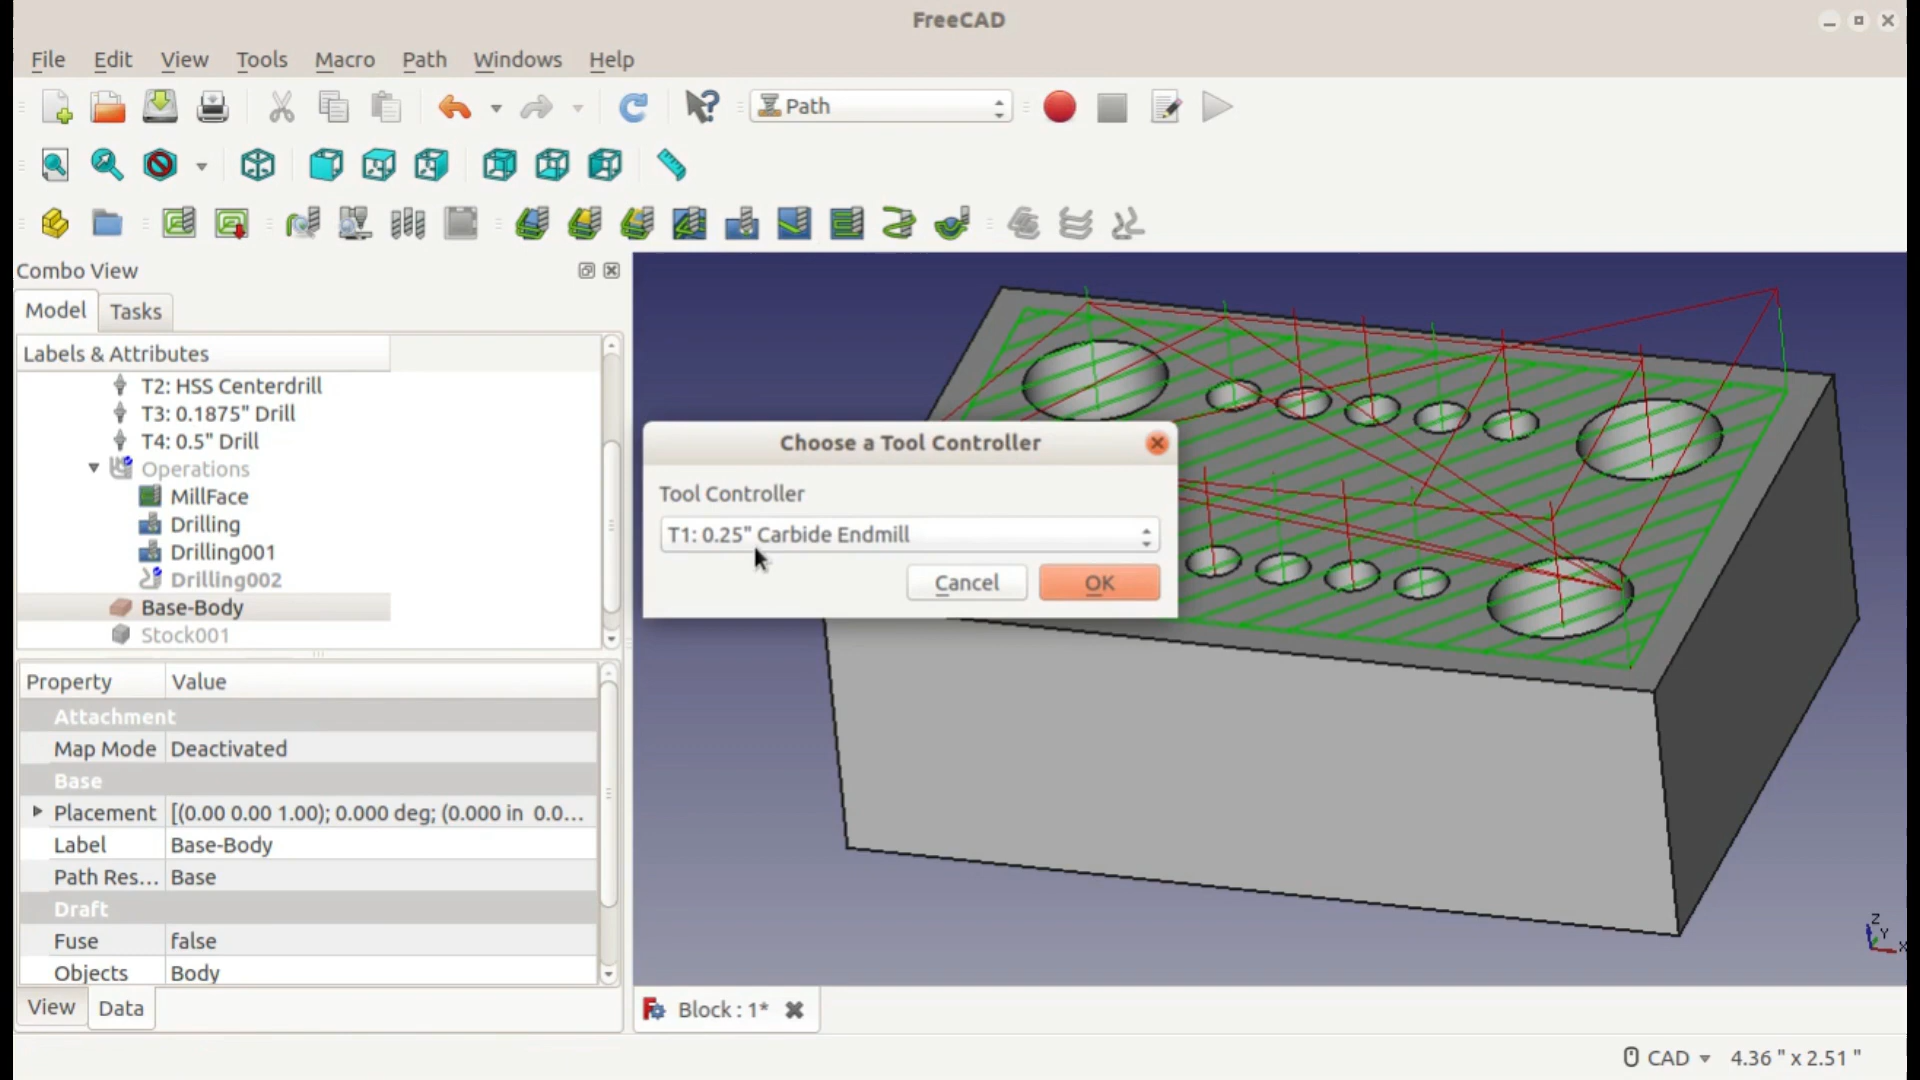 FreeCAD
File Edit View Tools Macro Path Windows Help
Path
Combo View
Model Tasks
Labels & Attributes
T2: HSS Centerdrill
T3: 0.1875" Drill
T4: 0.5" Drill
Operations
MillFace
Drilling
Drilling001
Drilling002
Base-Body
Stock001
Property Value
Attachment
Map Mode Deactivated
Base
Placement [(0.00 0.00 1.00); 0.000 deg; (0.000 in 0.0...
Label Base-Body
Path Res... Base
Draft
Fuse false
Objects Body
View Data
Choose a Tool Controller
Tool Controller
T1: 0.25" Carbide Endmill
Cancel OK
Z
Y
X
Block : 1*
CAD 4.36 " x 2.51 "